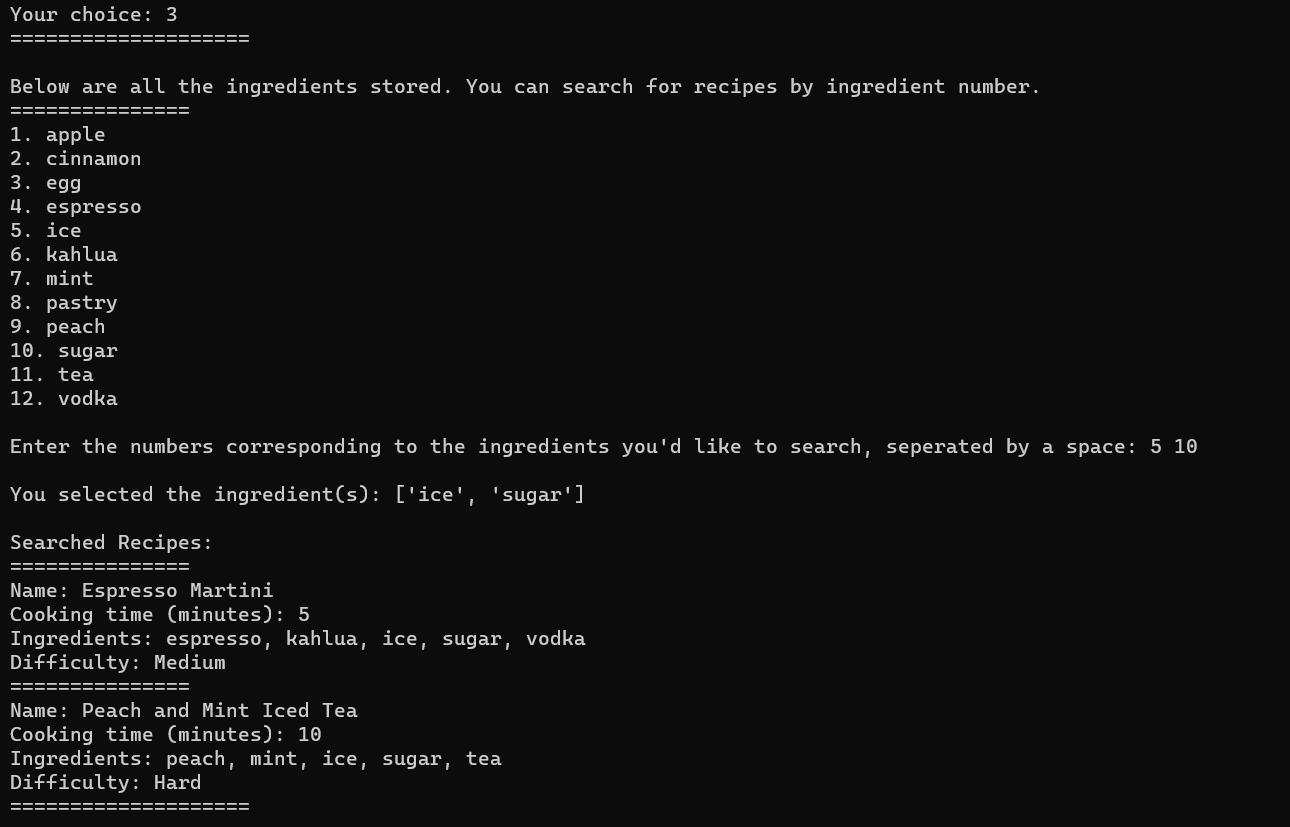 Your choice: 3
====================
Below are all the ingredients stored. You can search for recipes by ingredient number.
===============
1. apple
2. cinnamon
3. egg
4. espresso
5. ice
6. kahlua
7. mint
8. pastry
9. peach
10. sugar
11. tea
12. vodka
Enter the numbers corresponding to the ingredients you'd like to search, seperated by a space: 5 10
You selected the ingredient(s): ['ice', 'sugar']
Searched Recipes:
===============
Name: Espresso Martini
Cooking time (minutes): 5
Ingredients: espresso, kahlua, ice, sugar, vodka
Difficulty: Medium
===============
Name: Peach and Mint Iced Tea
Cooking time (minutes): 10
Ingredients: peach, mint, ice, sugar, tea
Difficulty: Hard
====================